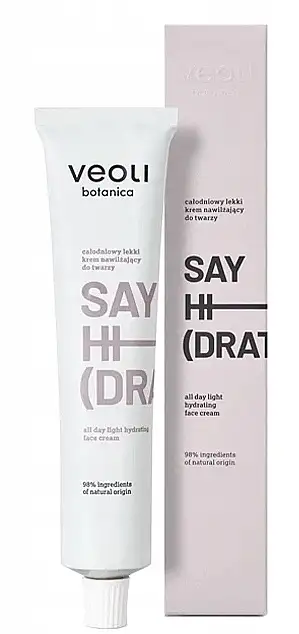 veoli
botanica
całodniowy lekki
krem nawilżający
do twarzy
SAY
HI
(DRA
all day light hydrating
face cream
98% ingredients
of natural origin
veoli
całodniowy lekki
krem nawilżający
do twarzy
SAY
HI
(DRAT
all day light
hydrating
face cream
98% ingredients
of natural origin